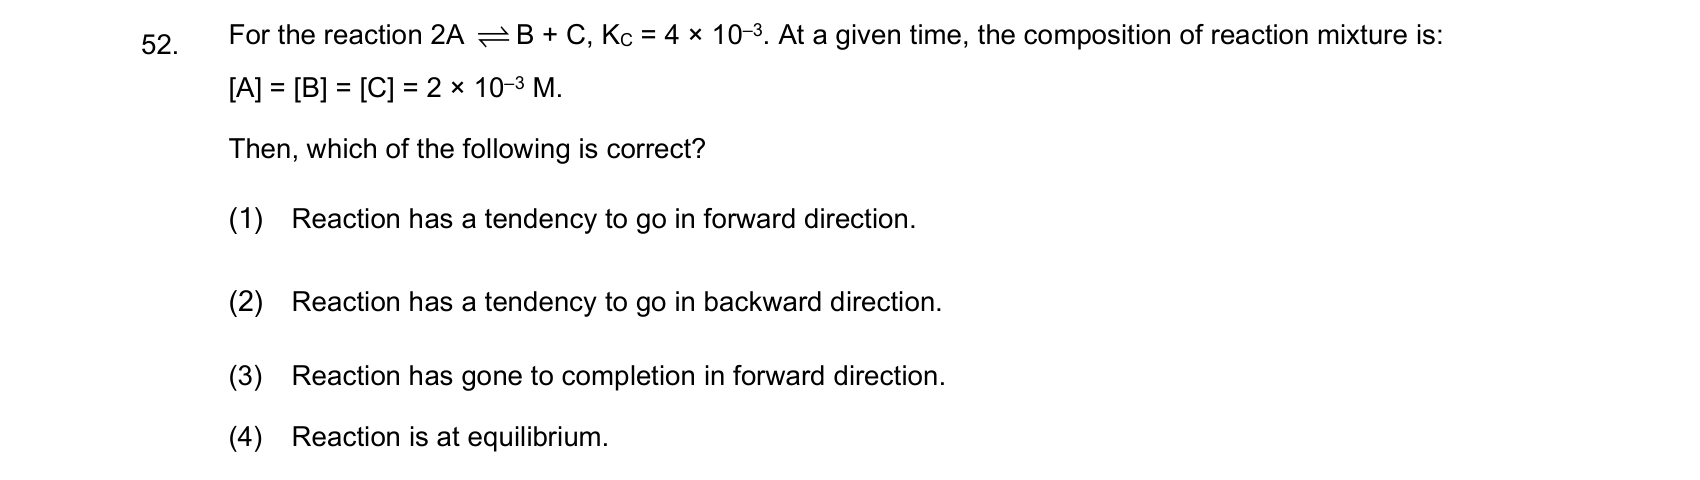 52. For the reaction 2A ⇌ B + C, K_C = 4 × 10⁻³. At a given time, the composition of reaction mixture is:
[A] = [B] = [C] = 2 × 10⁻³ M.
Then, which of the following is correct?
(1) Reaction has a tendency to go in forward direction.
(2) Reaction has a tendency to go in backward direction.
(3) Reaction has gone to completion in forward direction.
(4) Reaction is at equilibrium.